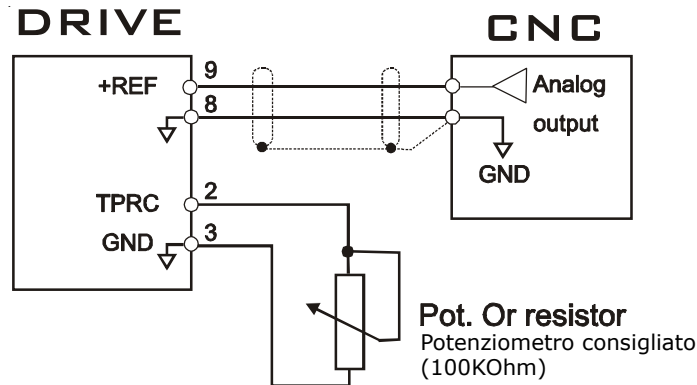 DRIVE
CNC
+REF
9
8
Analog
output
GND
TPRC
2
GND
3
Pot. Or resistor
Potenziometro consigliato
(100KOhm)